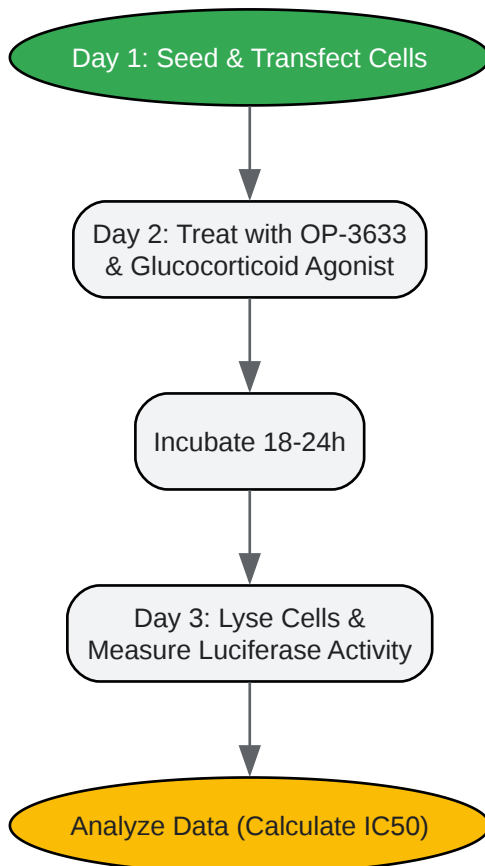 Day 1: Seed & Transfect Cells
Day 2: Treat with OP-3633
& Glucocorticoid Agonist
Incubate 18-24h
Day 3: Lyse Cells &
Measure Luciferase Activity
Analyze Data (Calculate IC50)